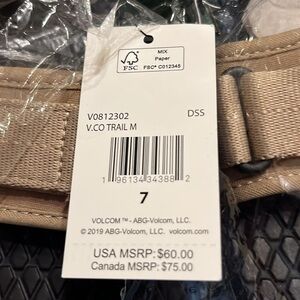 FSC
MIX
Paper
FSC® C012345
V0812302 DSS
V.CO TRAIL M
1 96134 34388 2
7
VOLCOM™ - ABG-Volcom, LLC.
© 2019 ABG-Volcom, LLC. volcom.com
USA MSRP: $60.00
Canada MSRP: $75.00